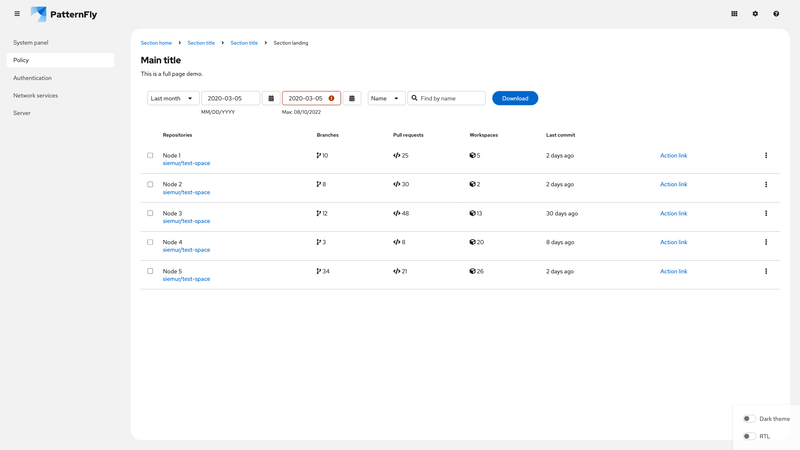 PatternFly
System panel
Policy
Authentication
Network services
Server
Section home
Section title
Section title
Section landing
Main title
This is a full page demo.
Last month
2020-03-05
2020-03-05
Name
Find by name
Download
MM/DD/YYYY
Max: 08/10/2022
Repositories Branches Pull requests Workspaces Last commit
Node 1 10 25 5 2 days ago Action link
siemur/test-space
Node 2 8 30 2 2 days ago Action link
siemur/test-space
Node 3 12 48 13 30 days ago Action link
siemur/test-space
Node 4 3 8 20 8 days ago Action link
siemur/test-space
Node 5 34 21 26 2 days ago Action link
siemur/test-space
Dark theme
RTL